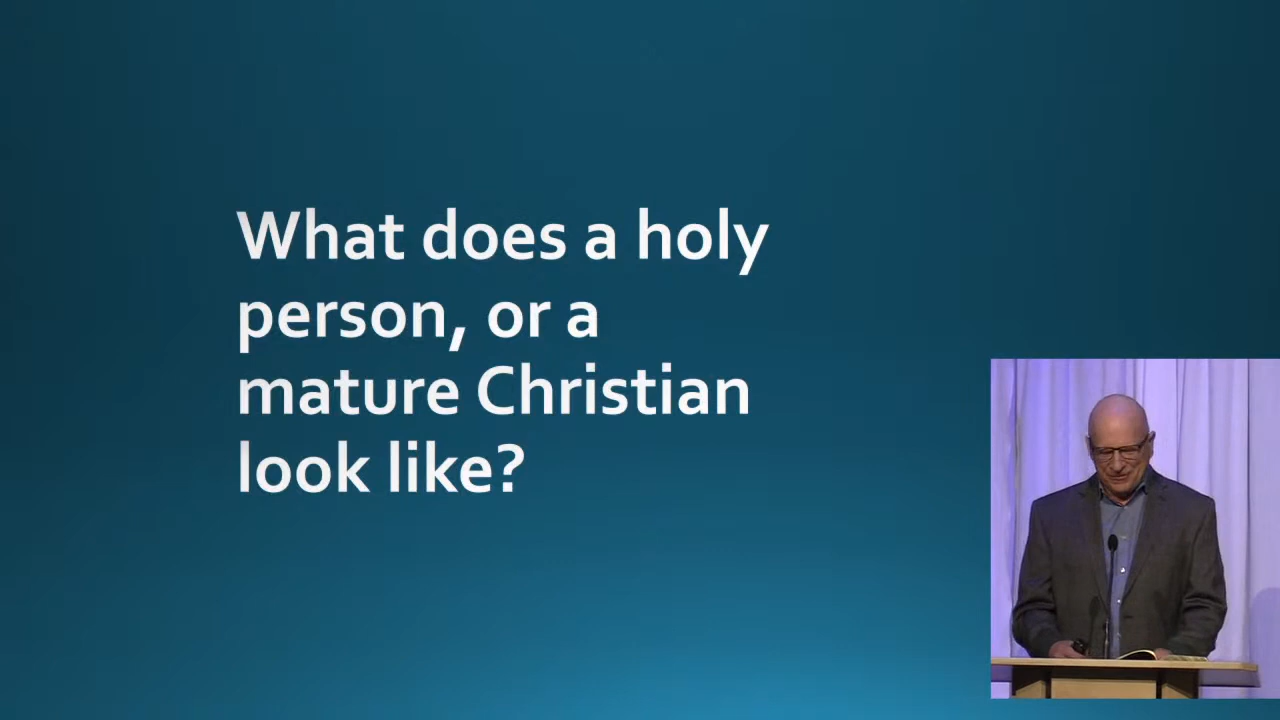 What does a holy
person, or a
mature Christian
look like?